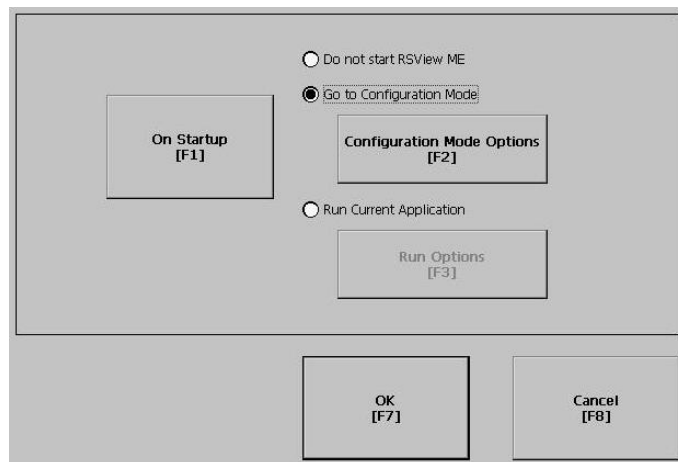 Do not start RSView ME
Go to Configuration Mode
On Startup
[F1]
Configuration Mode Options
[F2]
Run Current Application
Run Options
[F3]
OK
[F7]
Cancel
[F8]